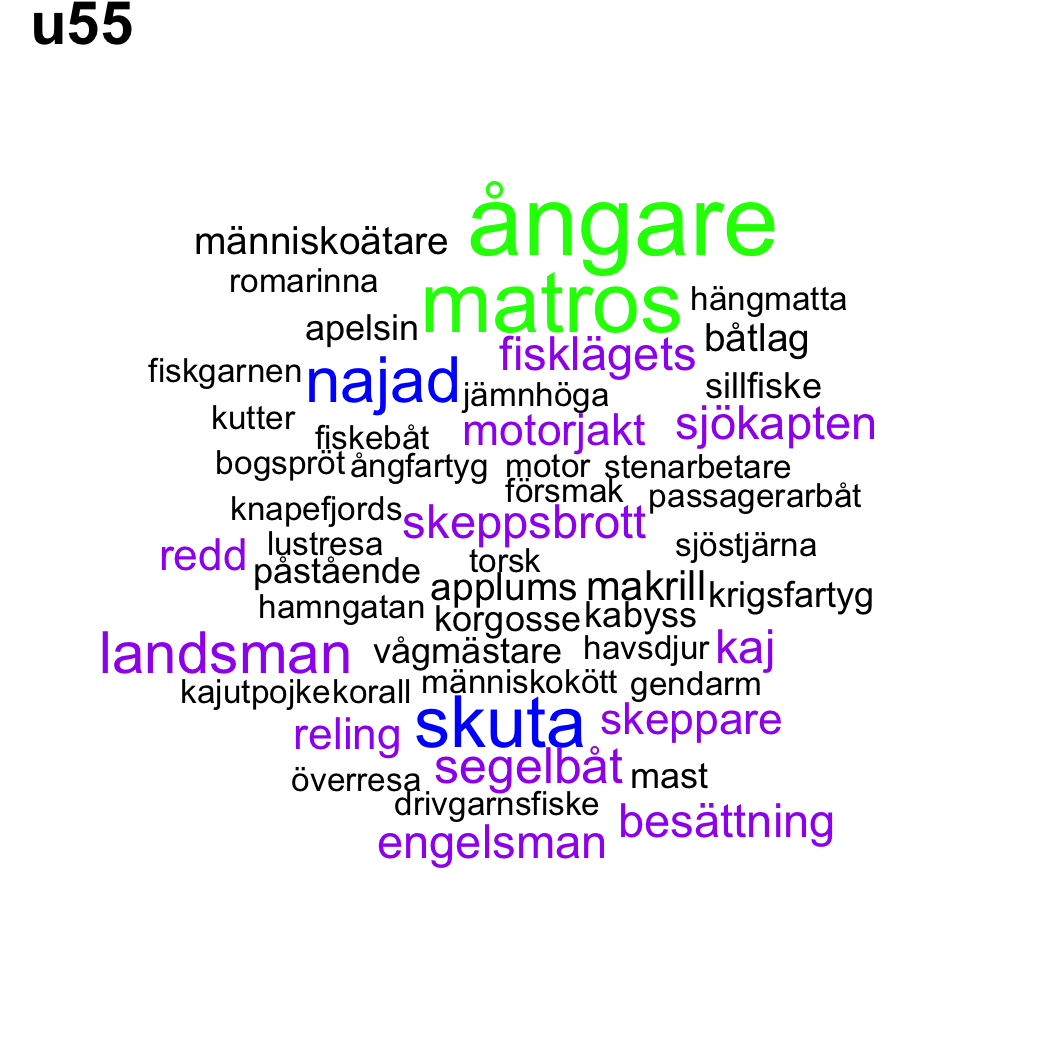 u55
ångare
människoätare
romarinna
matros
hängmatta
apelsin
båtlag
fisklägets
fiskgarnen
najad
jämnhöga
sillfiske
kutter
fiskebåt
motorjakt
sjökapten
bogspröt
ångfartyg
motor
stenarbetare
försmak
passagerarbåt
knapefjords
skeppsbrott
redd
lustresa
torsk
sjöstjärna
påstående
applums
makrill
krigsfartyg
hamngatan
korgosse
kabyss
landsman
vågmästare
havsdjur
kaj
kajutpojke
korall
människokött
gendarm
reling
skuta
skeppare
överresa
segelbåt
mast
drivgarnsfiske
engelsman
besättning